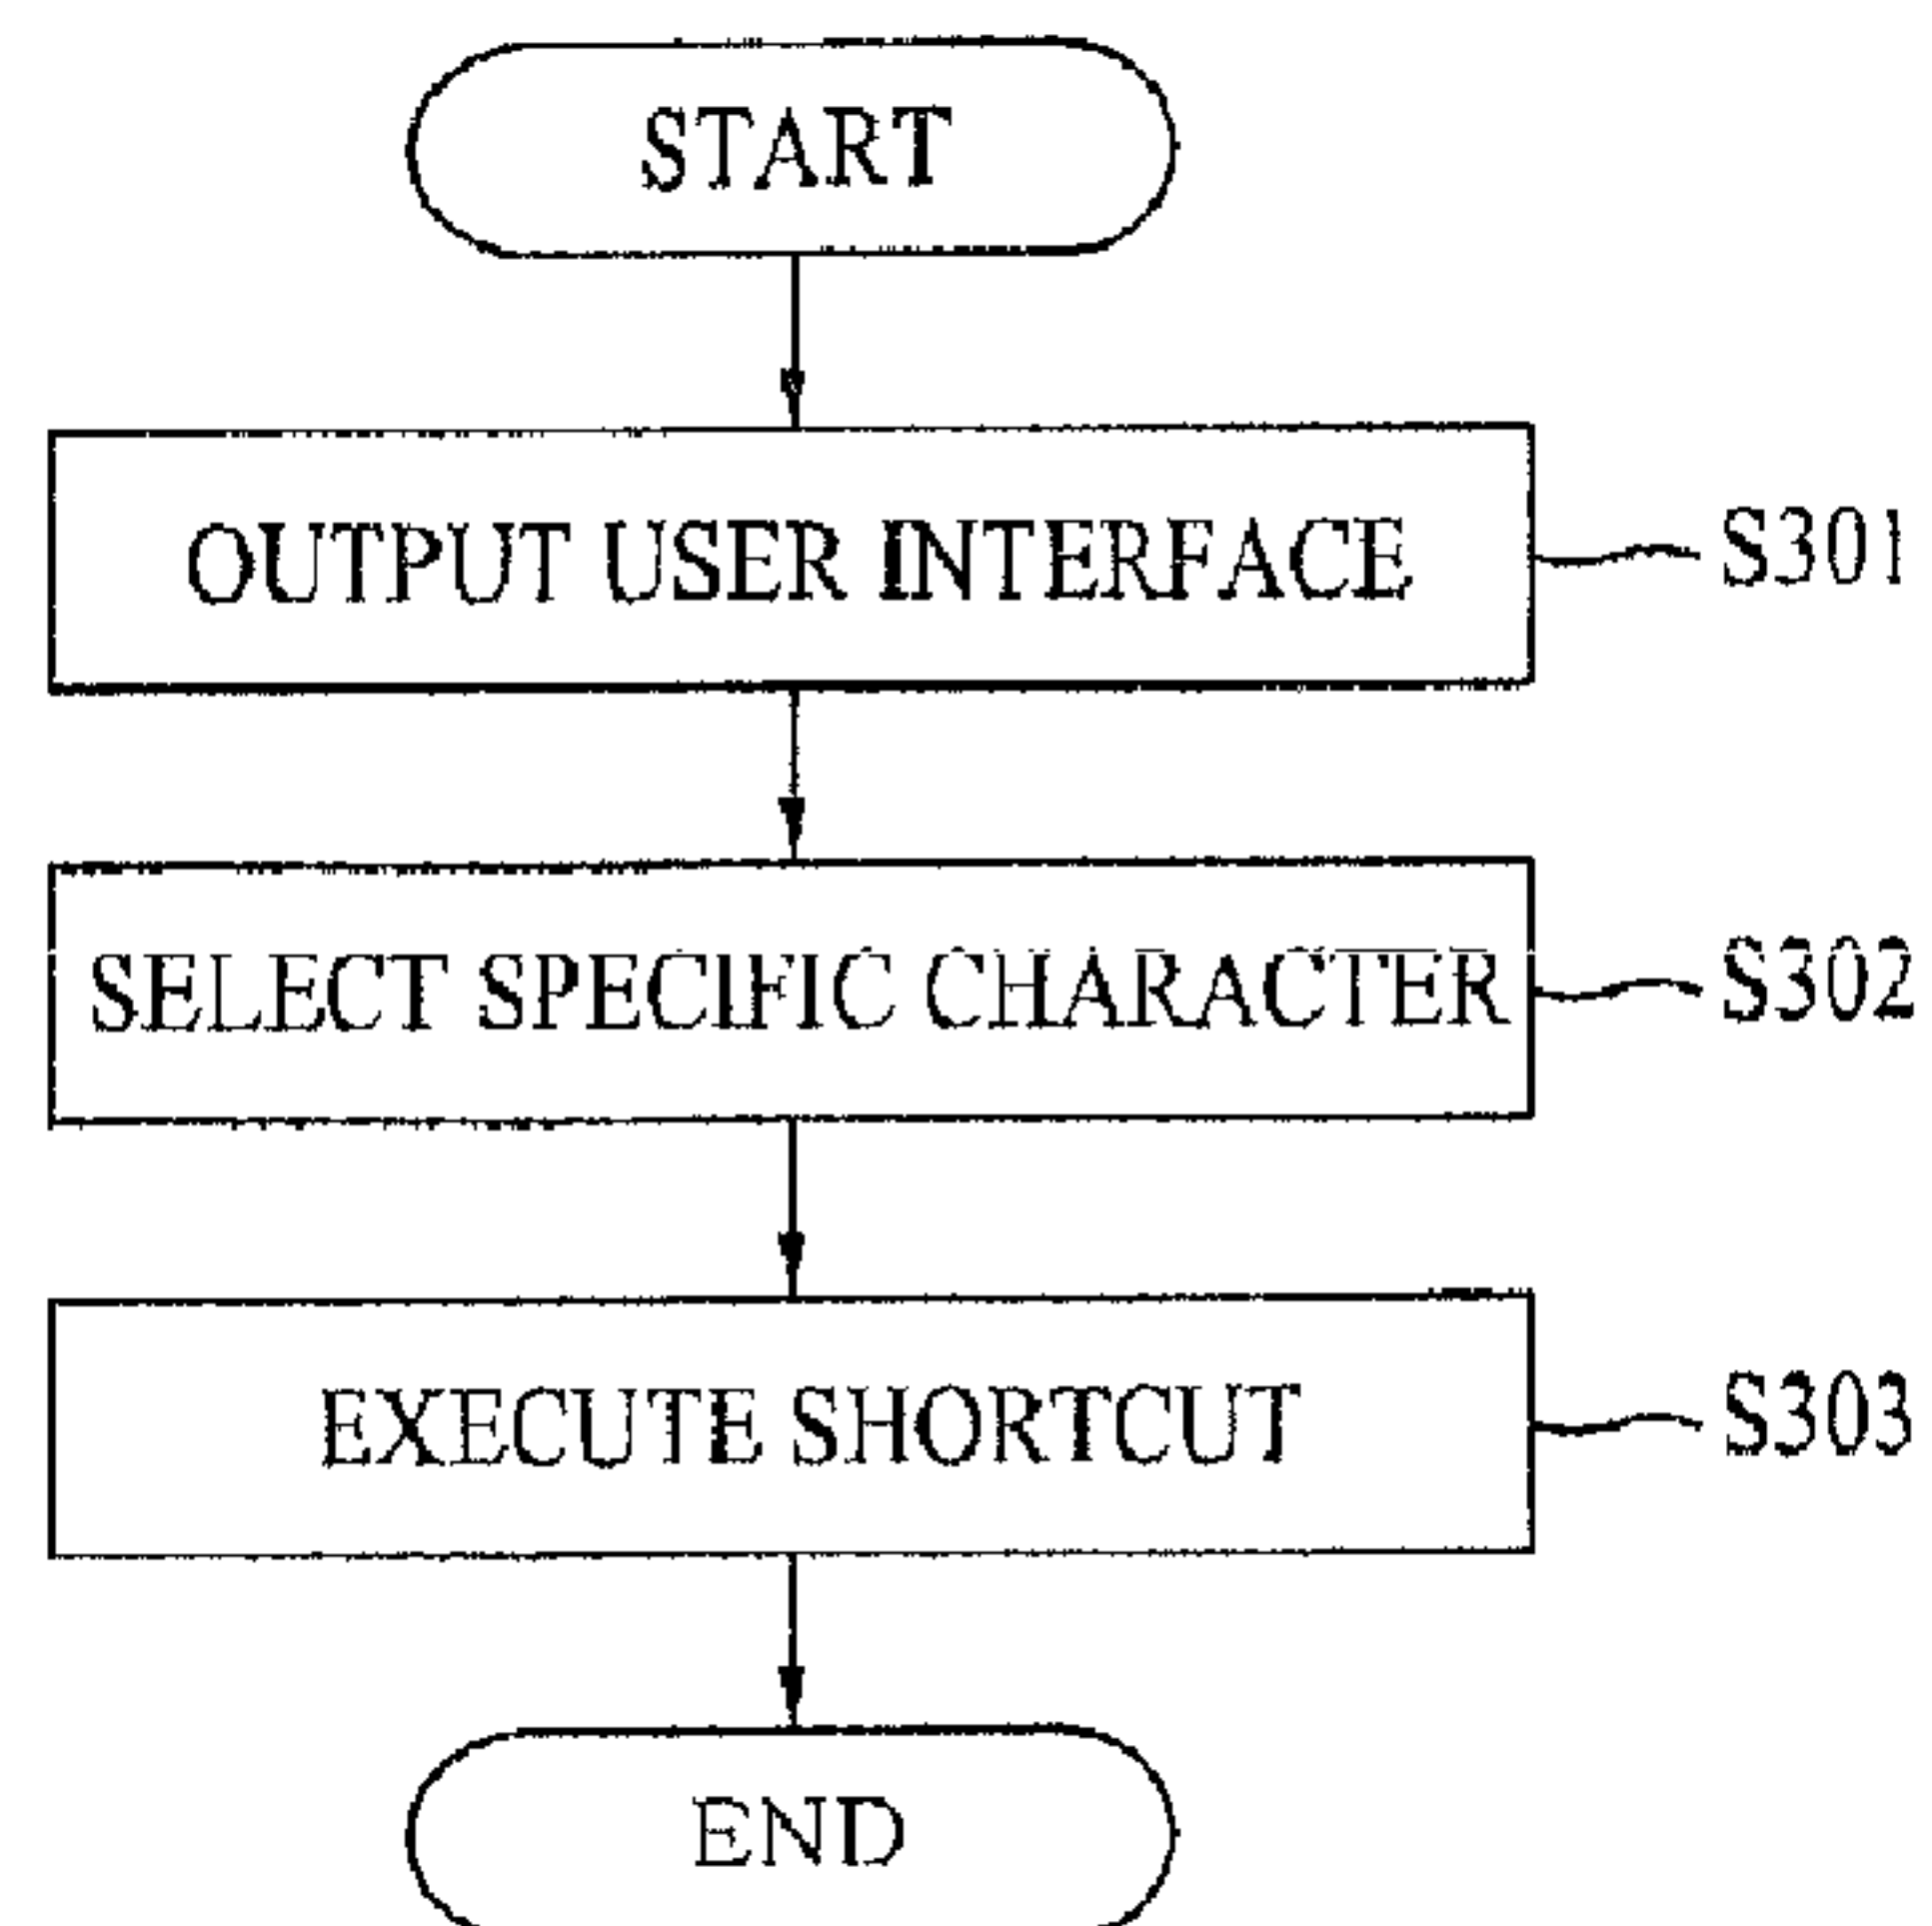 START
OUTPUT USER INTERFACE
S301
SELECT SPECIFIC CHARACTER
S302
EXECUTE SHORTCUT
S303
END